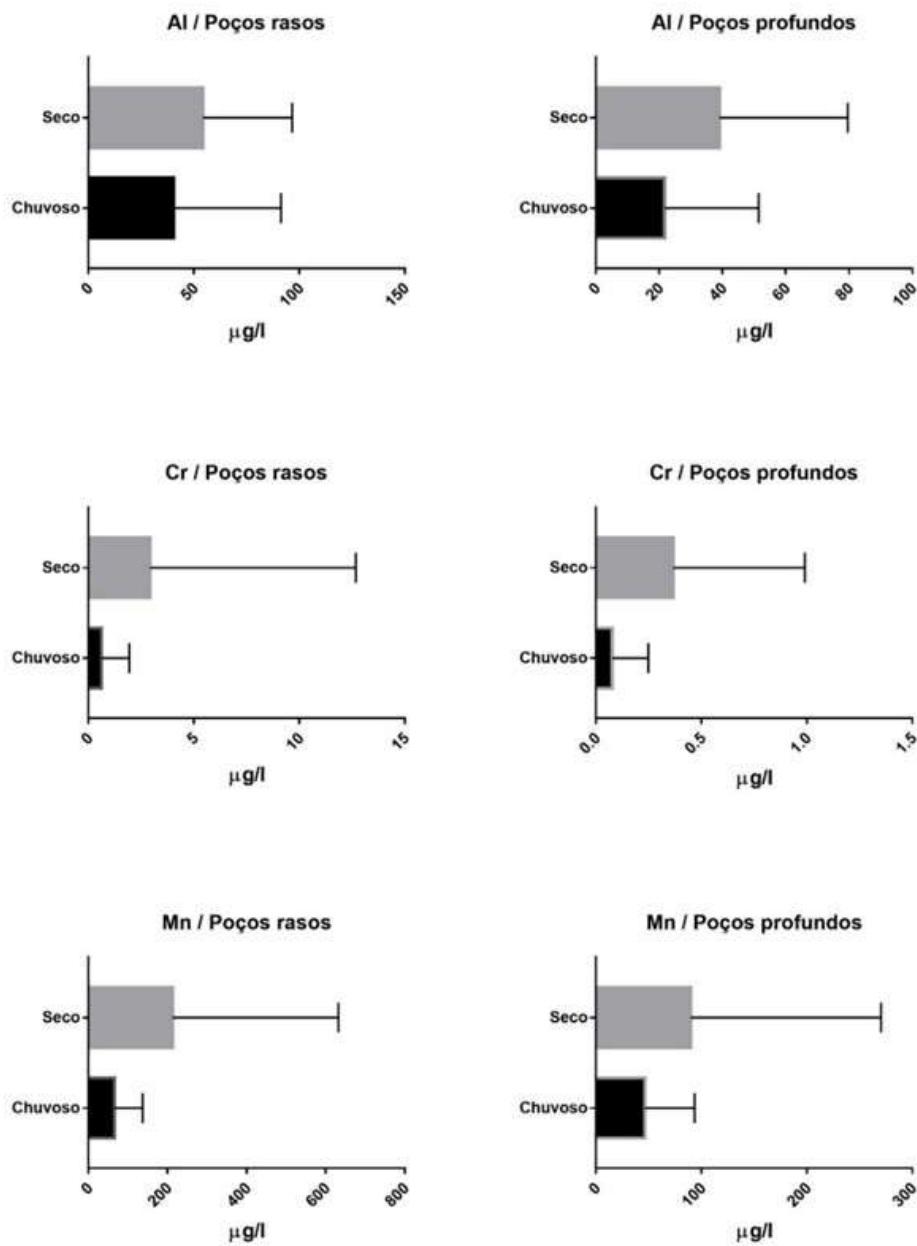 Al / Poços rasos
Seco
Chuvoso
0 50 100 150
μg/l
Al / Poços profundos
Seco
Chuvoso
0 20 40 60 80 100
μg/l
Cr / Poços rasos
Seco
Chuvoso
0 5 10 15
μg/l
Cr / Poços profundos
Seco
Chuvoso
0.0 0.5 1.0 1.5
μg/l
Mn / Poços rasos
Seco
Chuvoso
0 200 400 600 800
μg/l
Mn / Poços profundos
Seco
Chuvoso
0 100 200 300
μg/l